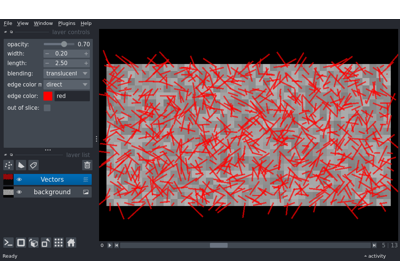 File View Window Plugins Help
layer controls
opacity: 0.70
width: 0.20
length: 2.50
blending: translucent
edge color m direct
edge color: red
out of slice:
layer list
Vectors
background
0 5 13
Ready activity